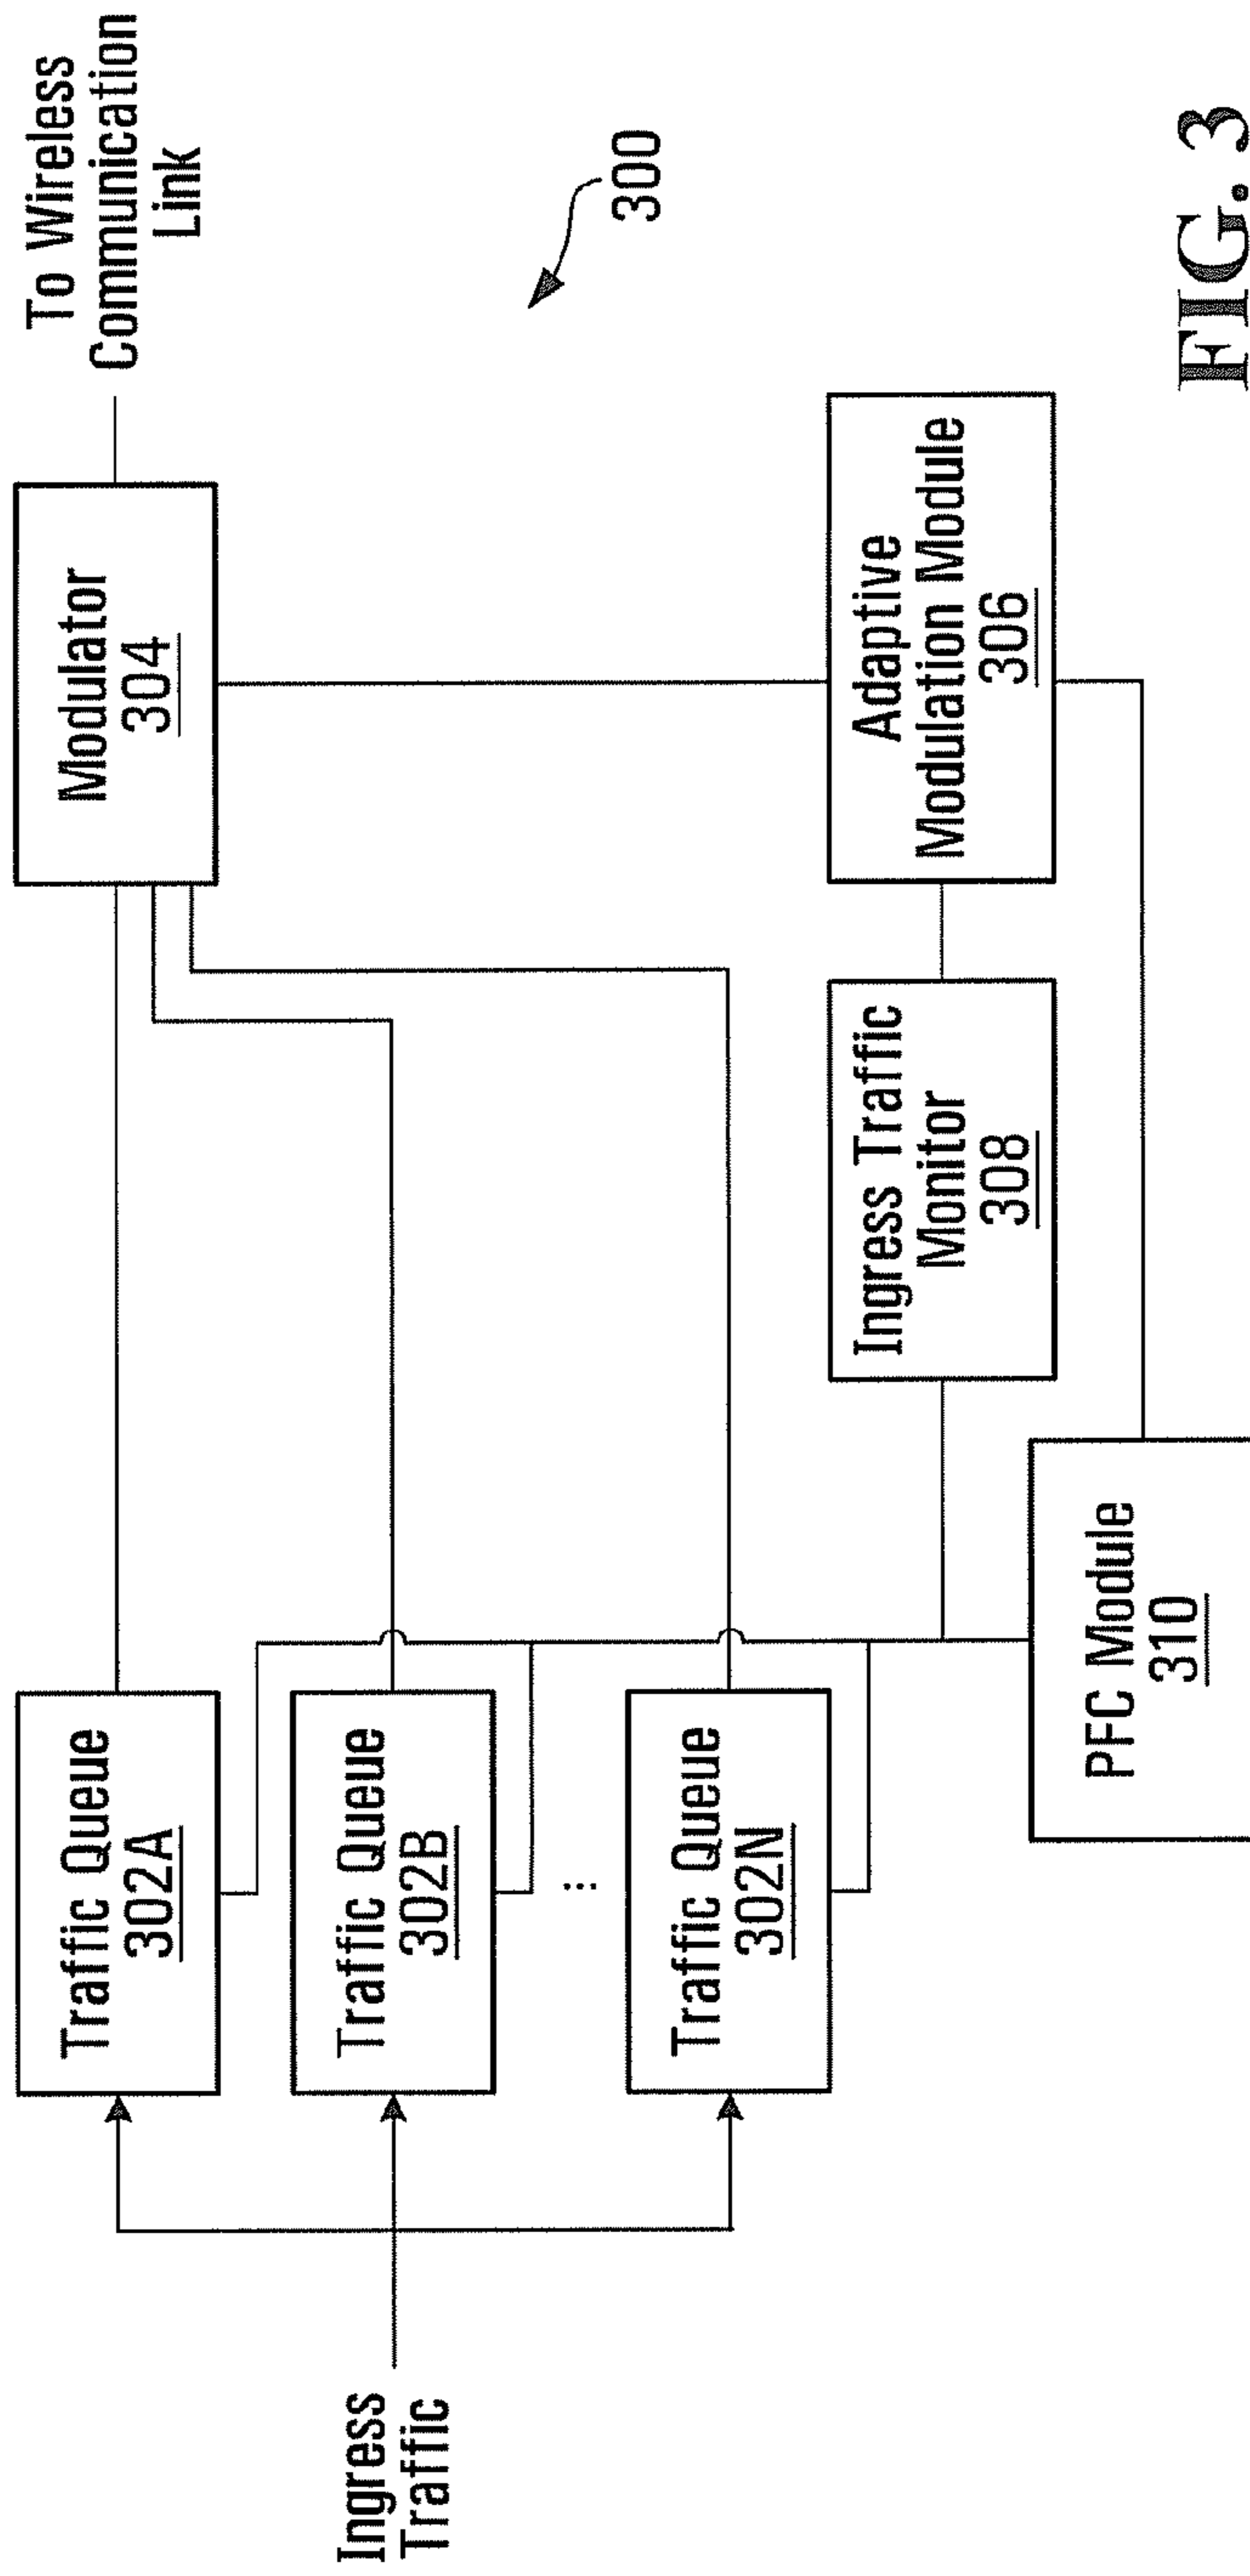 To Wireless
Communication
Link
Modulator
304
300
Traffic Queue
302A
Traffic Queue
302B
...
Traffic Queue
302N
Ingress
Traffic
Adaptive
Modulation Module
306
Ingress Traffic
Monitor
308
PFC Module
310
FIG. 3